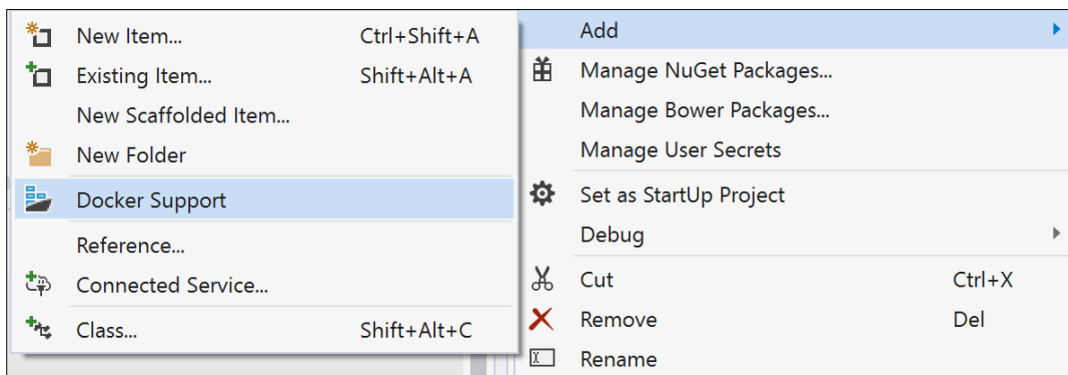 New Item... Ctrl+Shift+A
Existing Item... Shift+Alt+A
New Scaffolded Item...
New Folder
Docker Support
Reference...
Connected Service...
Class... Shift+Alt+C
Add
Manage NuGet Packages...
Manage Bower Packages...
Manage User Secrets
Set as StartUp Project
Debug
Cut Ctrl+X
Remove Del
Rename